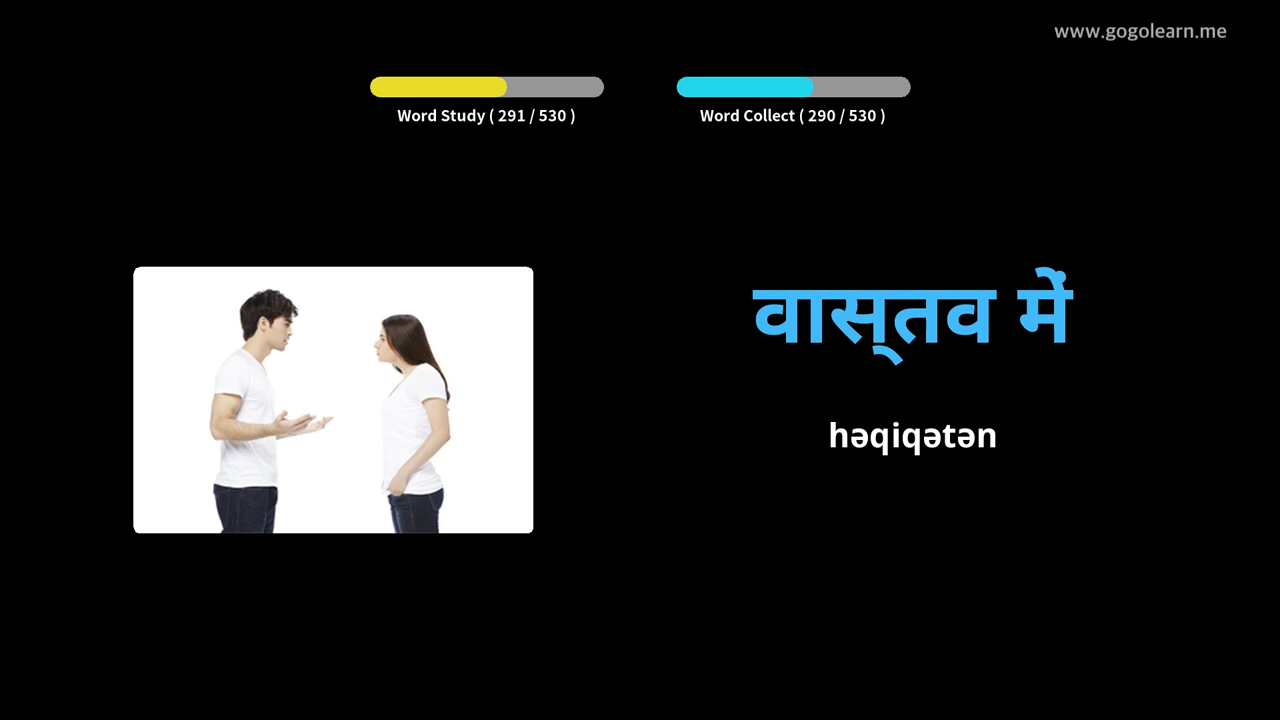 www.gogolearn.me
Word Study ( 291 / 530 )
Word Collect ( 290 / 530 )
वास्तव में
həqiqətən